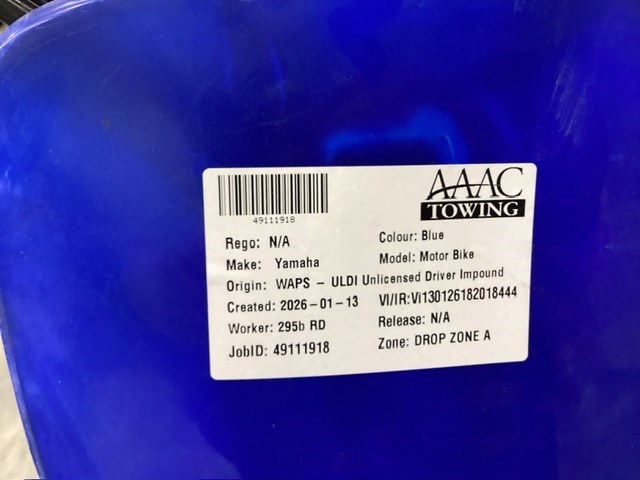 AAAC
TOWING
49111918
Rego: N/A
Colour: Blue
Make: Yamaha
Model: Motor Bike
Origin: WAPS - ULDI Unlicensed Driver Impound
Created: 2026-01-13
VI/IR:Vi130126182018444
Worker: 295b RD
Release: N/A
JobID: 49111918
Zone: DROP ZONE A